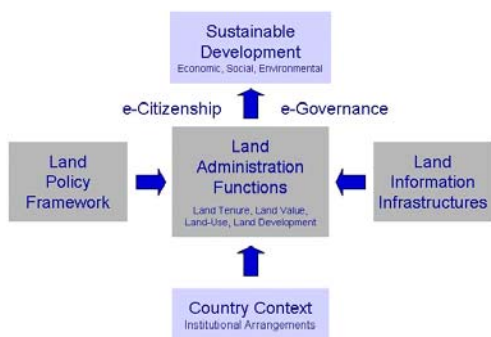 Sustainable
Development
Economic, Social, Environmental
e-Citizenship
e-Governance
Land
Policy
Framework
Land
Administration
Functions
Land Tenure, Land Value,
Land-Use, Land Development
Land
Information
Infrastructures
Country Context
Institutional Arrangements